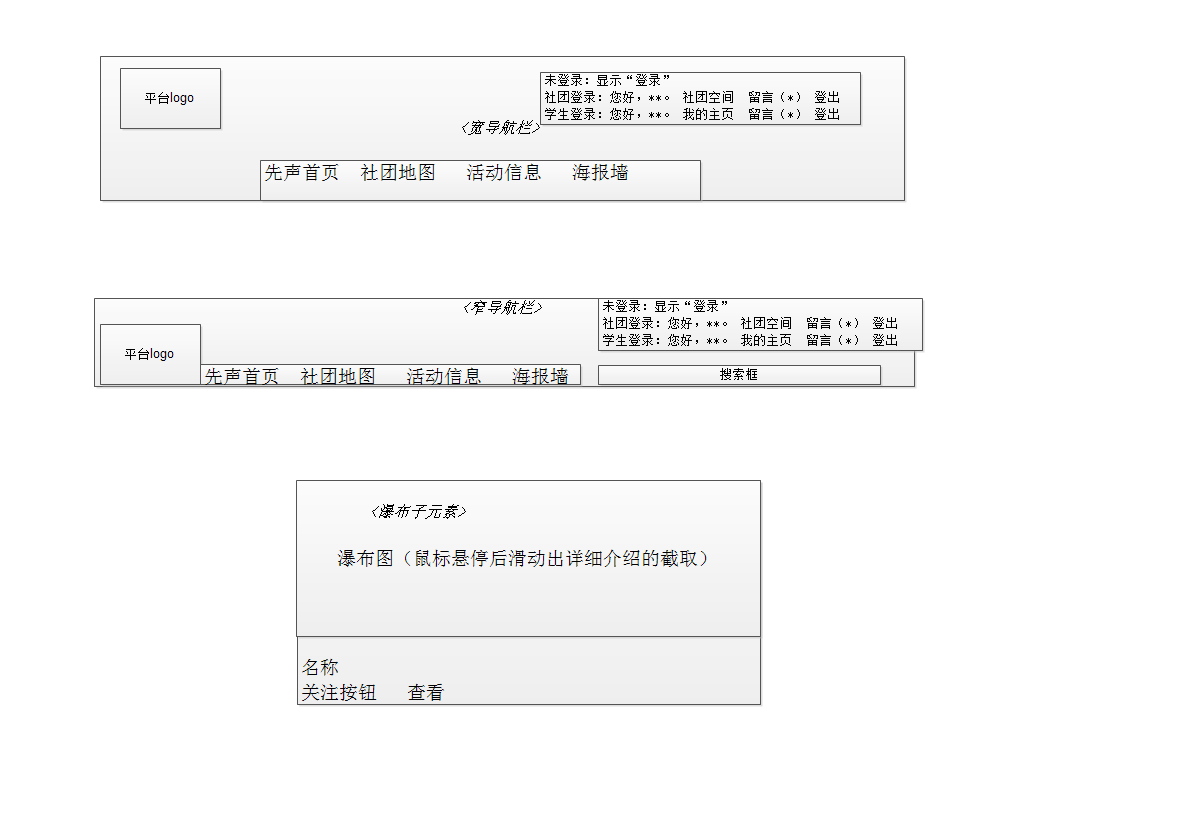 平台logo
未登录：显示“登录”
社团登录：您好，**。 社团空间 留言（*） 登出
学生登录：您好，**。 我的主页 留言（*） 登出
<宽导航栏>
先声首页 社团地图 活动信息 海报墙
<窄导航栏>
未登录：显示“登录”
社团登录：您好，**。 社团空间 留言（*） 登出
学生登录：您好，**。 我的主页 留言（*） 登出
平台logo
先声首页 社团地图 活动信息 海报墙
搜索框
<瀑布子元素>
瀑布图（鼠标悬停后滑动出详细介绍的截取）
名称
关注按钮 查看